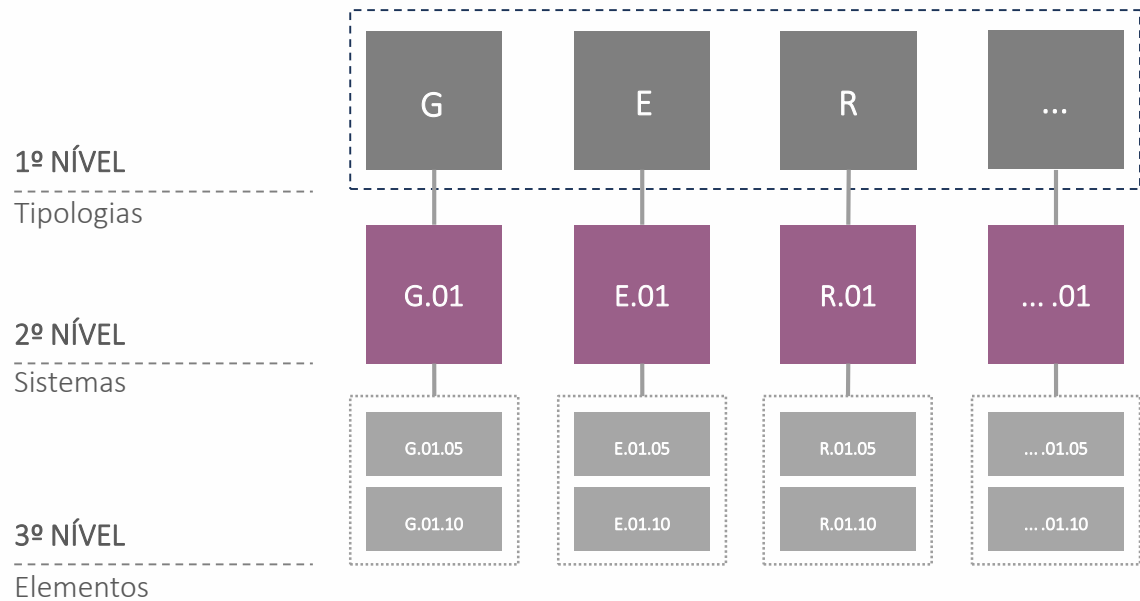 G E R ...
1º NÍVEL
Tipologias
G.01 E.01 R.01 ... .01
2º NÍVEL
Sistemas
G.01.05 E.01.05 R.01.05 ... .01.05
G.01.10 E.01.10 R.01.10 ... .01.10
3º NÍVEL
Elementos